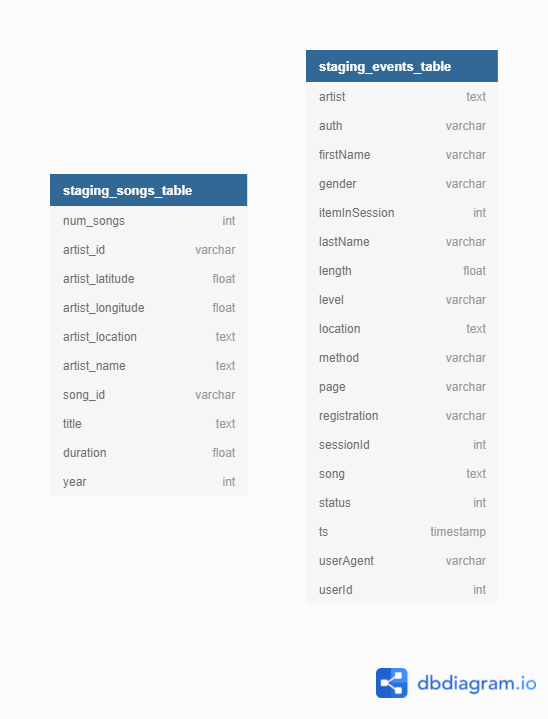 staging_songs_table
num_songs int
artist_id varchar
artist_latitude float
artist_longitude float
artist_location text
artist_name text
song_id varchar
title text
duration float
year int
staging_events_table
artist text
auth varchar
firstName varchar
gender varchar
itemInSession int
lastName varchar
length float
level varchar
location text
method varchar
page varchar
registration varchar
sessionId int
song text
status int
ts timestamp
userAgent varchar
userId int
dbdiagram.io